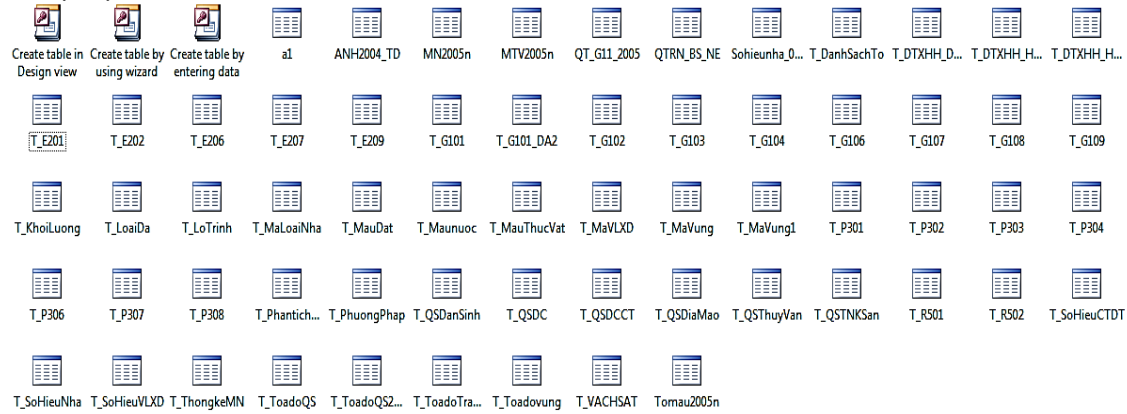 Create table in Create table by Create table by a1 ANH2004_TD MN2005n MTV2005n QT_G11_2005 QTRN_BS_NE Sohieunha_0... T_DanhSachTo T_DTXHH_D... T_DTXHH_H... T_DTXHH_H...
Design view using wizard entering data
T_E201 T_E202 T_E206 T_E207 T_E209 T_G101 T_G101_DA2 T_G102 T_G103 T_G104 T_G106 T_G107 T_G108 T_G109
T_KhoiLuong T_LoaiDa T_LoTrinh T_MaLoaiNha T_MauDat T_Maunuoc T_MauThucVat T_MaVLXD T_MaVung T_MaVung1 T_P301 T_P302 T_P303 T_P304
T_P306 T_P307 T_P308 T_Phantich... T_PhuongPhap T_QSDanSinh T_QSDC T_QSDCCT T_QSDiaMao T_QSThuyVan T_QSTNKSan T_R501 T_R502 T_SoHieuCTDT
T_SoHieuNha T_SoHieuVLXD T_ThongkeMN T_ToadoQS T_ToadoQS2... T_ToadoTra... T_Toadovung T_VACHSAT Tomau2005n